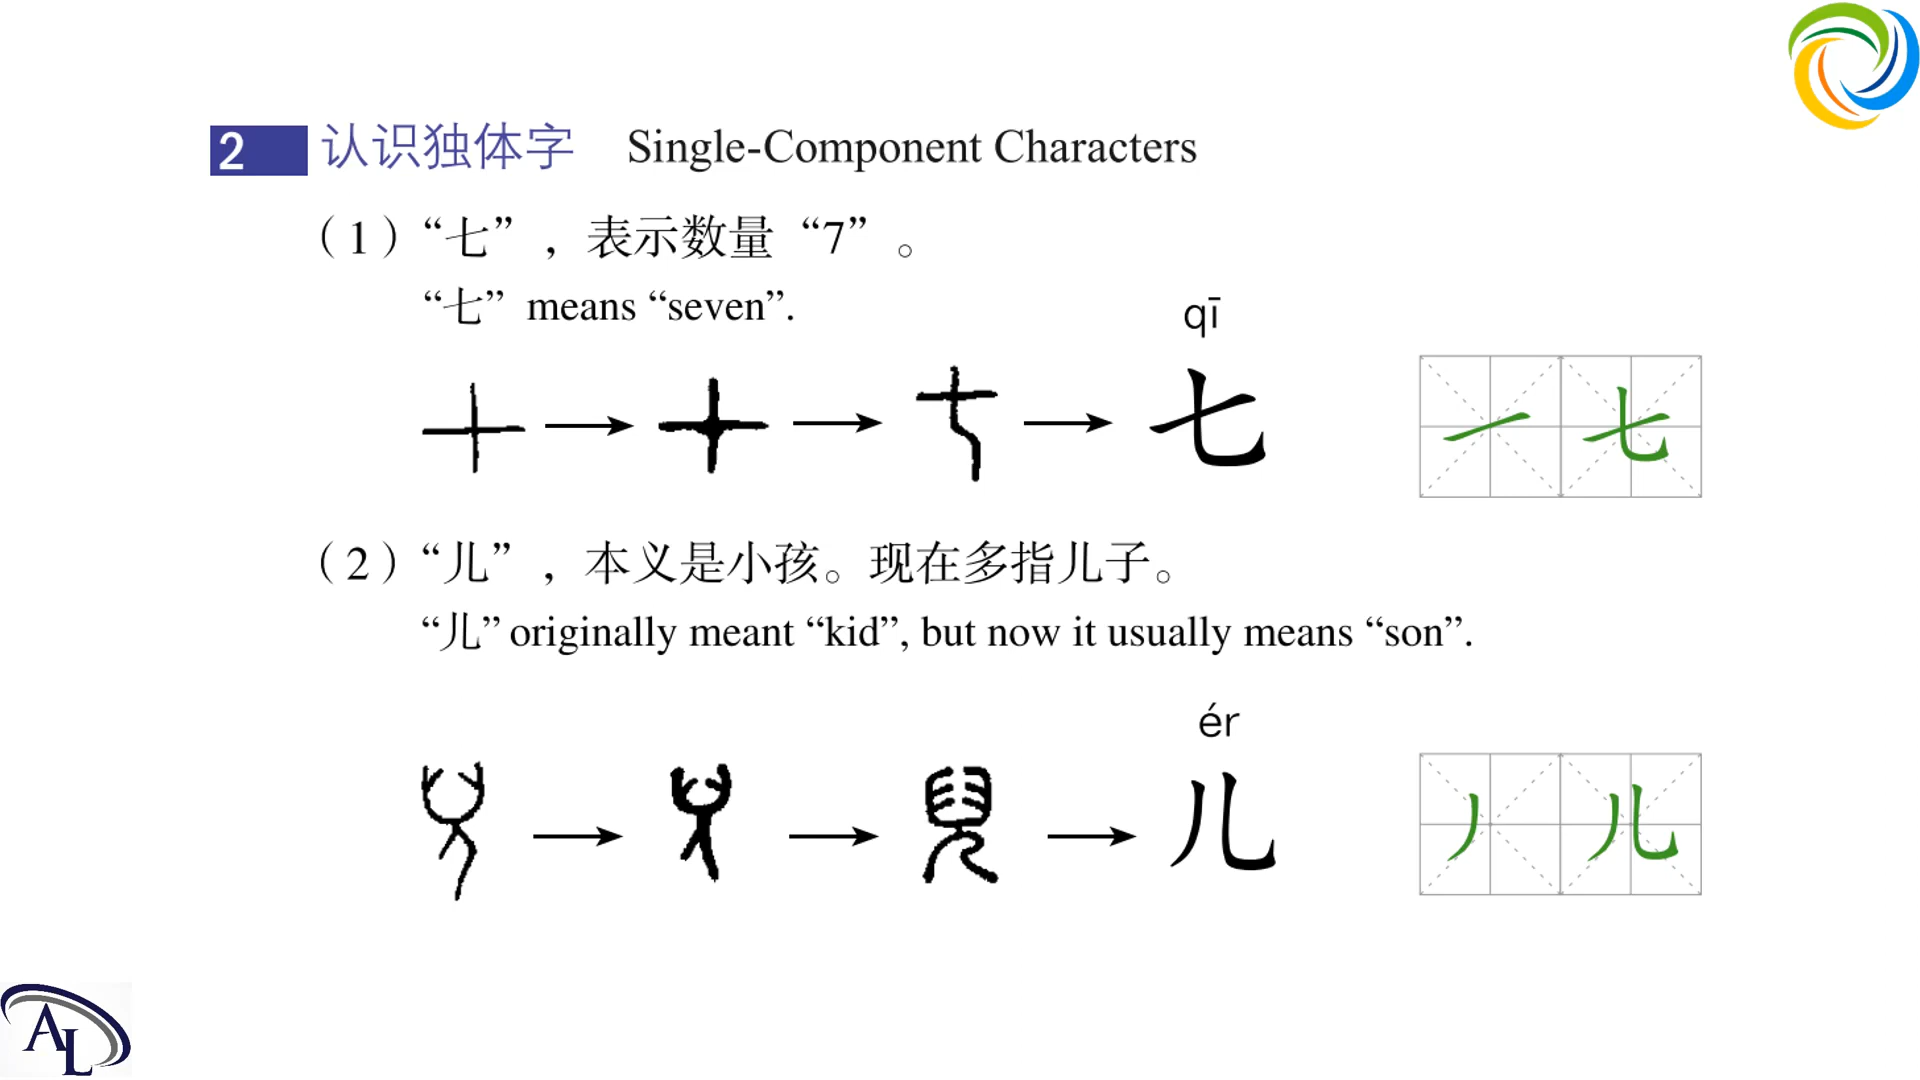 2 认识独体字 Single-Component Characters
（1）“七”，表示数量“7”。
“七” means “seven”.
qī
七 一 七
（2）“儿”，本义是小孩。现在多指儿子。
“儿” originally meant “kid”, but now it usually means “son”.
ér
儿 丿 儿
AL